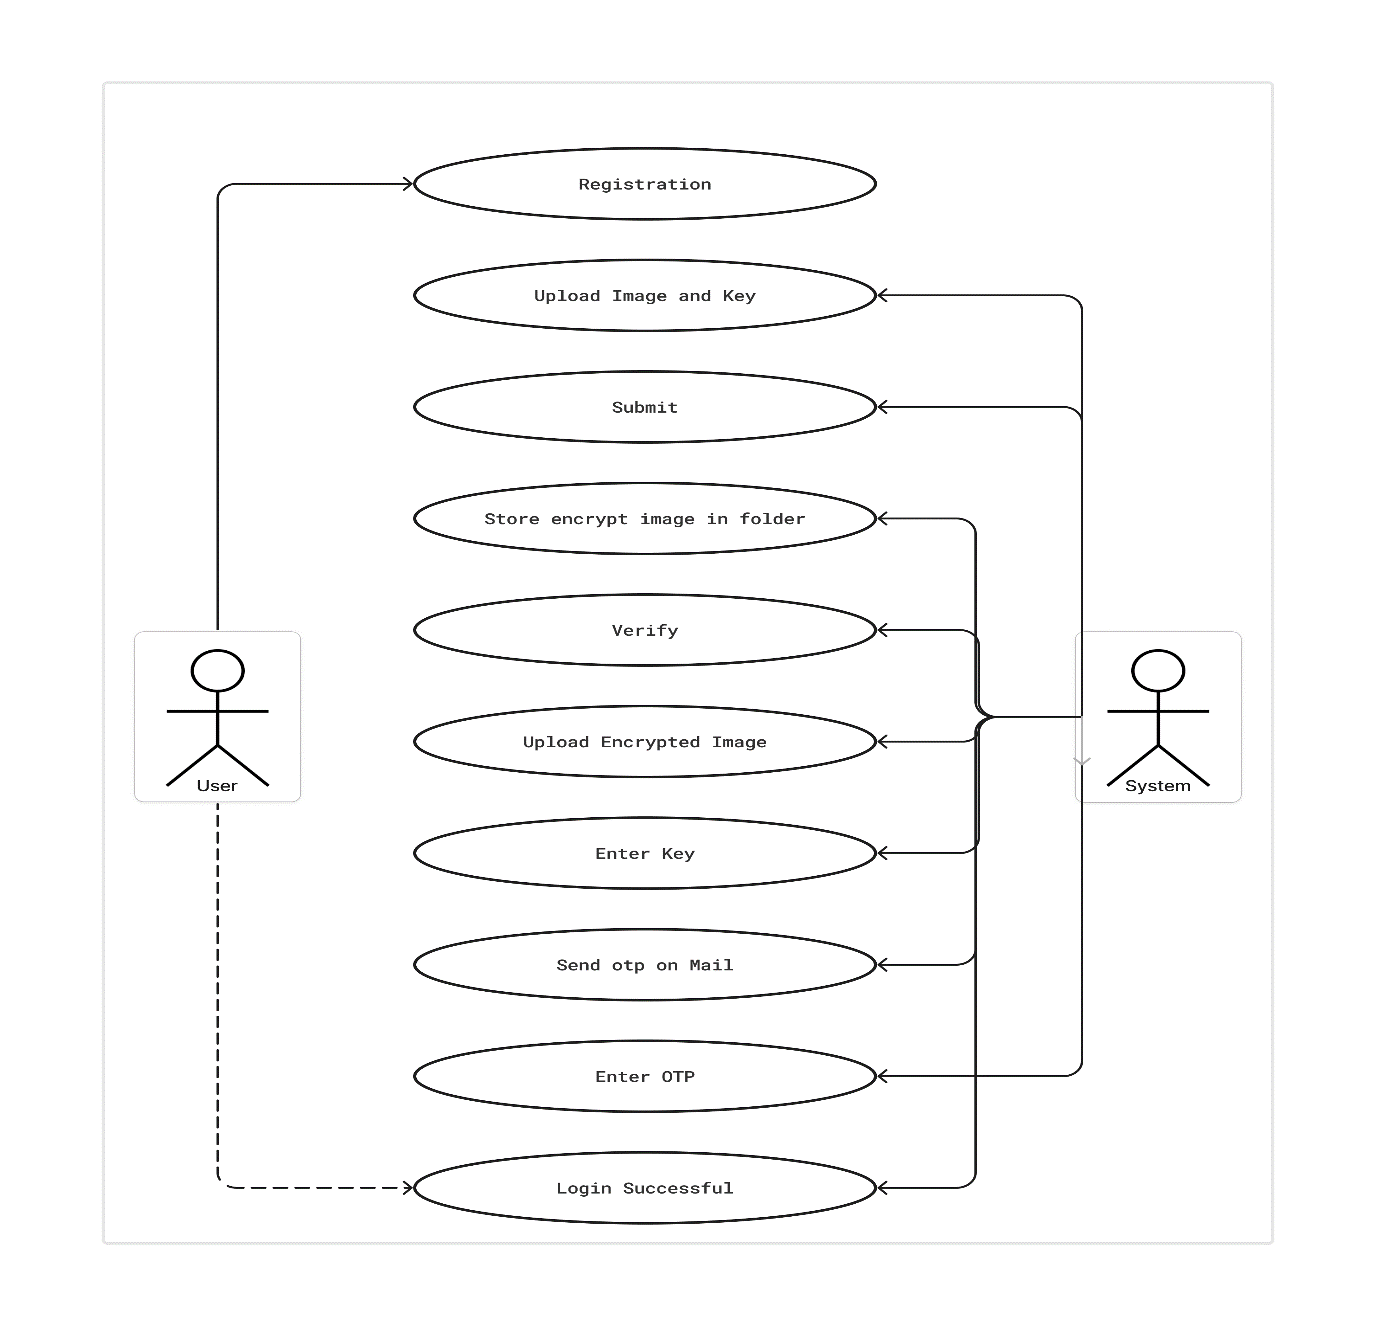 Registration
Upload Image and Key
Submit
Store encrypt image in folder
Verify
Upload Encrypted Image
Enter Key
Send otp on Mail
Enter OTP
Login Successful
User
System